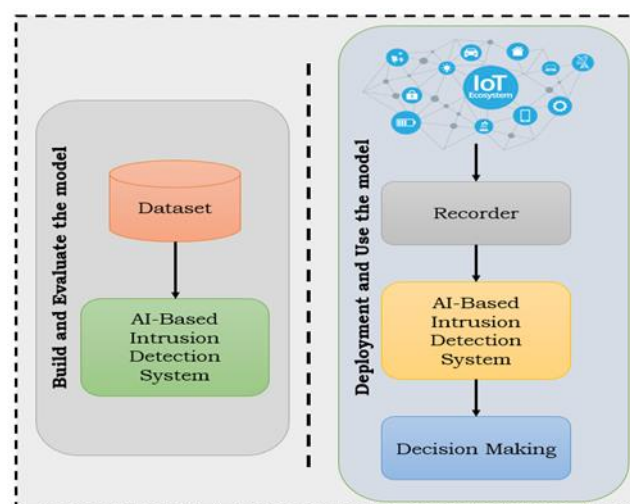 Build and Evaluate the model
Dataset
AI-Based
Intrusion
Detection
System
Deployment and Use the model
IoT
Ecosystem
Recorder
AI-Based
Intrusion
Detection
System
Decision Making